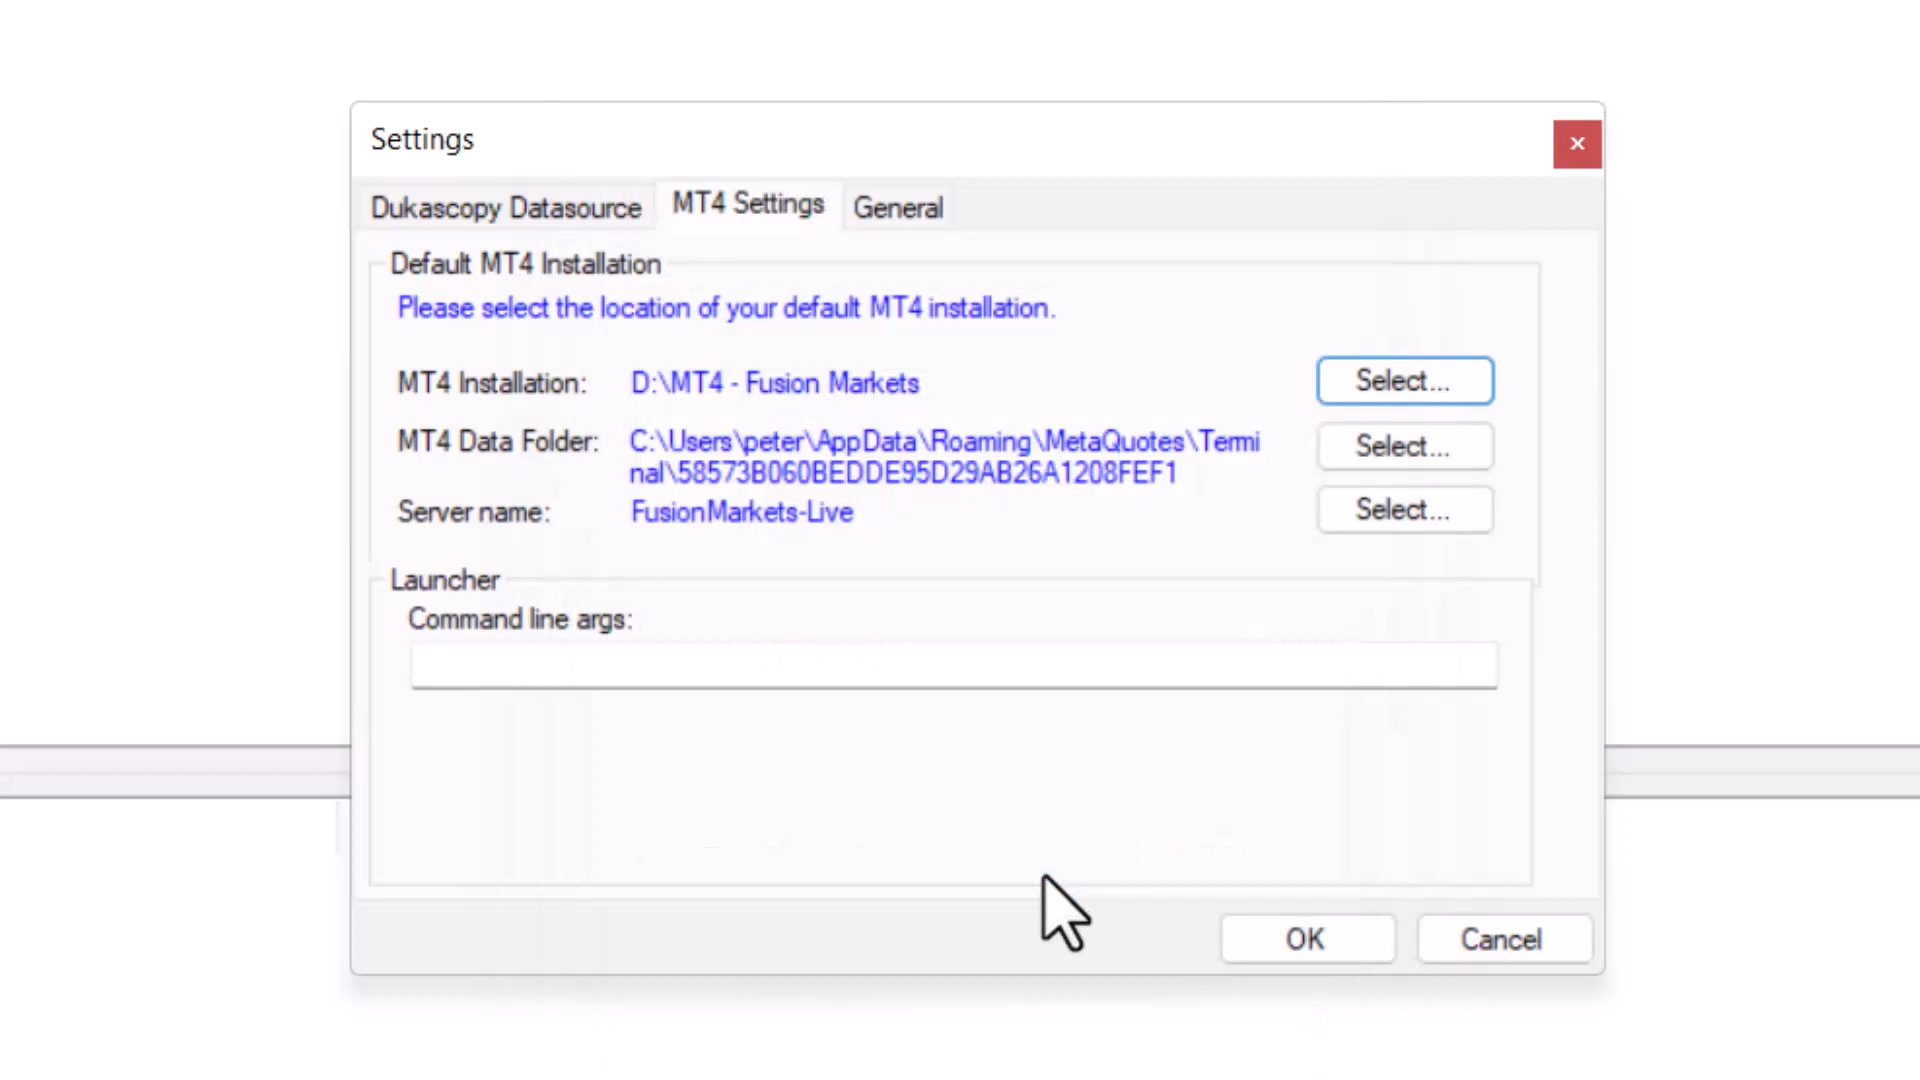 Settings
Dukascopy Datasource MT4 Settings General
Default MT4 Installation
Please select the location of your default MT4 installation.
MT4 Installation: D:\MT4 - Fusion Markets Select...
MT4 Data Folder: C:\Users\peter\AppData\Roaming\MetaQuotes\Termi Select...
nal\58573B060BEDDE95D29AB26A1208FEF1
Server name: FusionMarkets-Live Select...
Launcher
Command line args:
OK Cancel